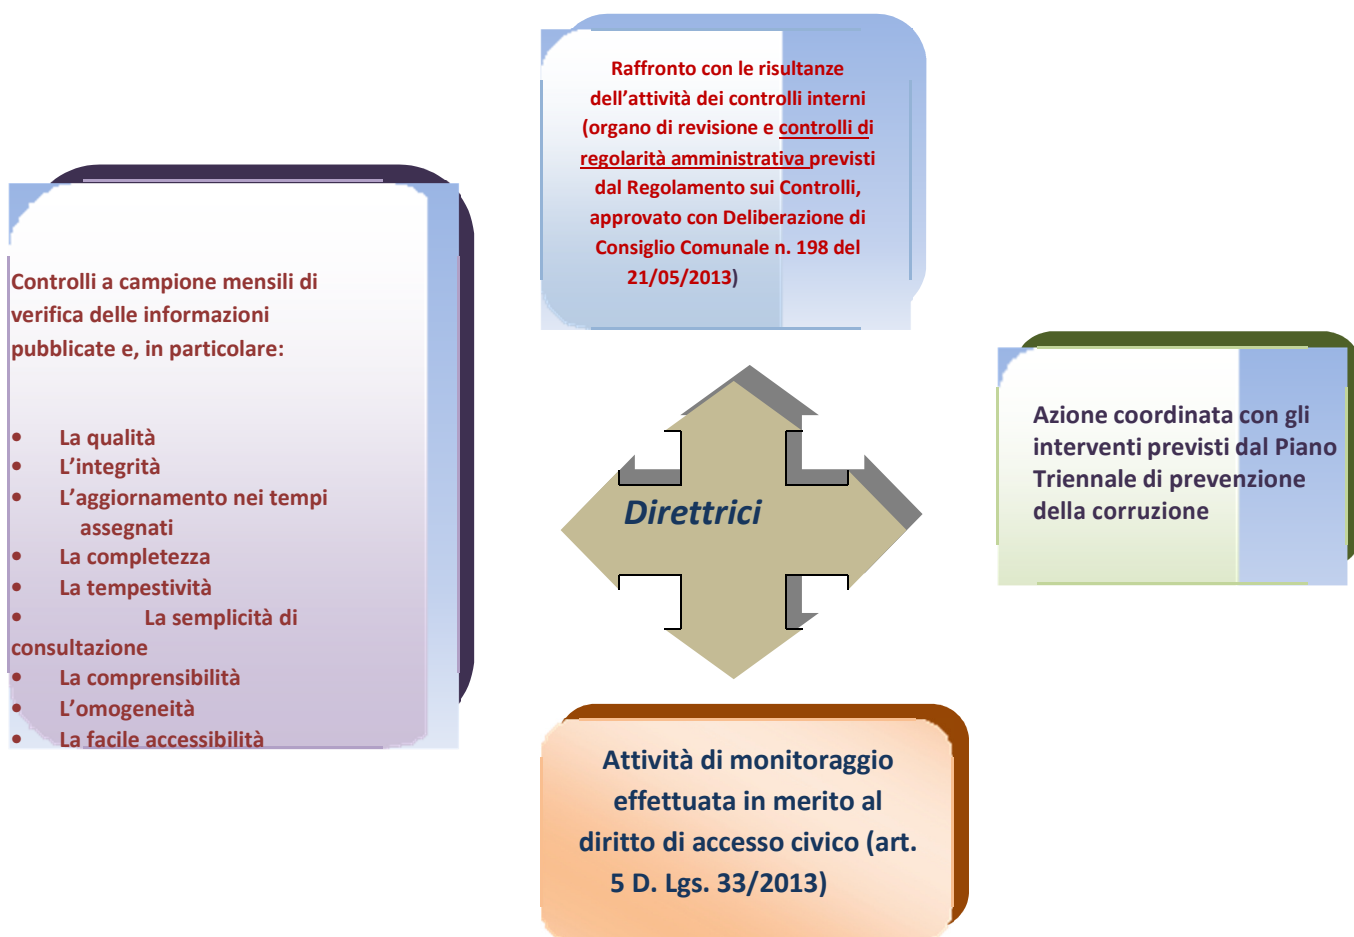 Raffronto con le risultanze
dell’attività dei controlli interni
(organo di revisione e controlli di
regolarità amministrativa previsti
dal Regolamento sui Controlli,
approvato con Deliberazione di
Consiglio Comunale n. 198 del
21/05/2013)
Controlli a campione mensili di
verifica delle informazioni
pubblicate e, in particolare:
• La qualità
• L’integrità
• L’aggiornamento nei tempi
assegnati
• La completezza
• La tempestività
• La semplicità di
consultazione
• La comprensibilità
• L’omogeneità
• La facile accessibilità
Direttrici
Azione coordinata con gli
interventi previsti dal Piano
Triennale di prevenzione
della corruzione
Attività di monitoraggio
effettuata in merito al
diritto di accesso civico (art.
5 D. Lgs. 33/2013)